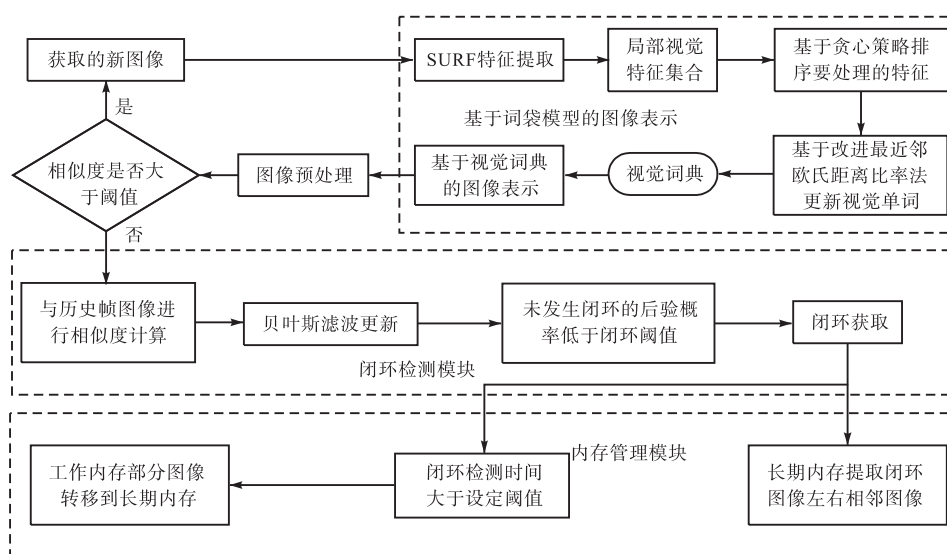 获取的新图像
SURF特征提取
局部视觉
特征集合
基于贪心策略排
序要处理的特征
是
基于词袋模型的图像表示
相似度是否大
于阈值
图像预处理
基于视觉词典
的图像表示
视觉词典
基于改进最近邻
欧氏距离比率法
更新视觉单词
否
与历史帧图像进
行相似度计算
贝叶斯滤波更新
未发生闭环的后验概
率低于闭环阈值
闭环获取
闭环检测模块
内存管理模块
工作内存部分图像
转移到长期内存
闭环检测时间
大于设定阈值
长期内存提取闭环
图像左右相邻图像